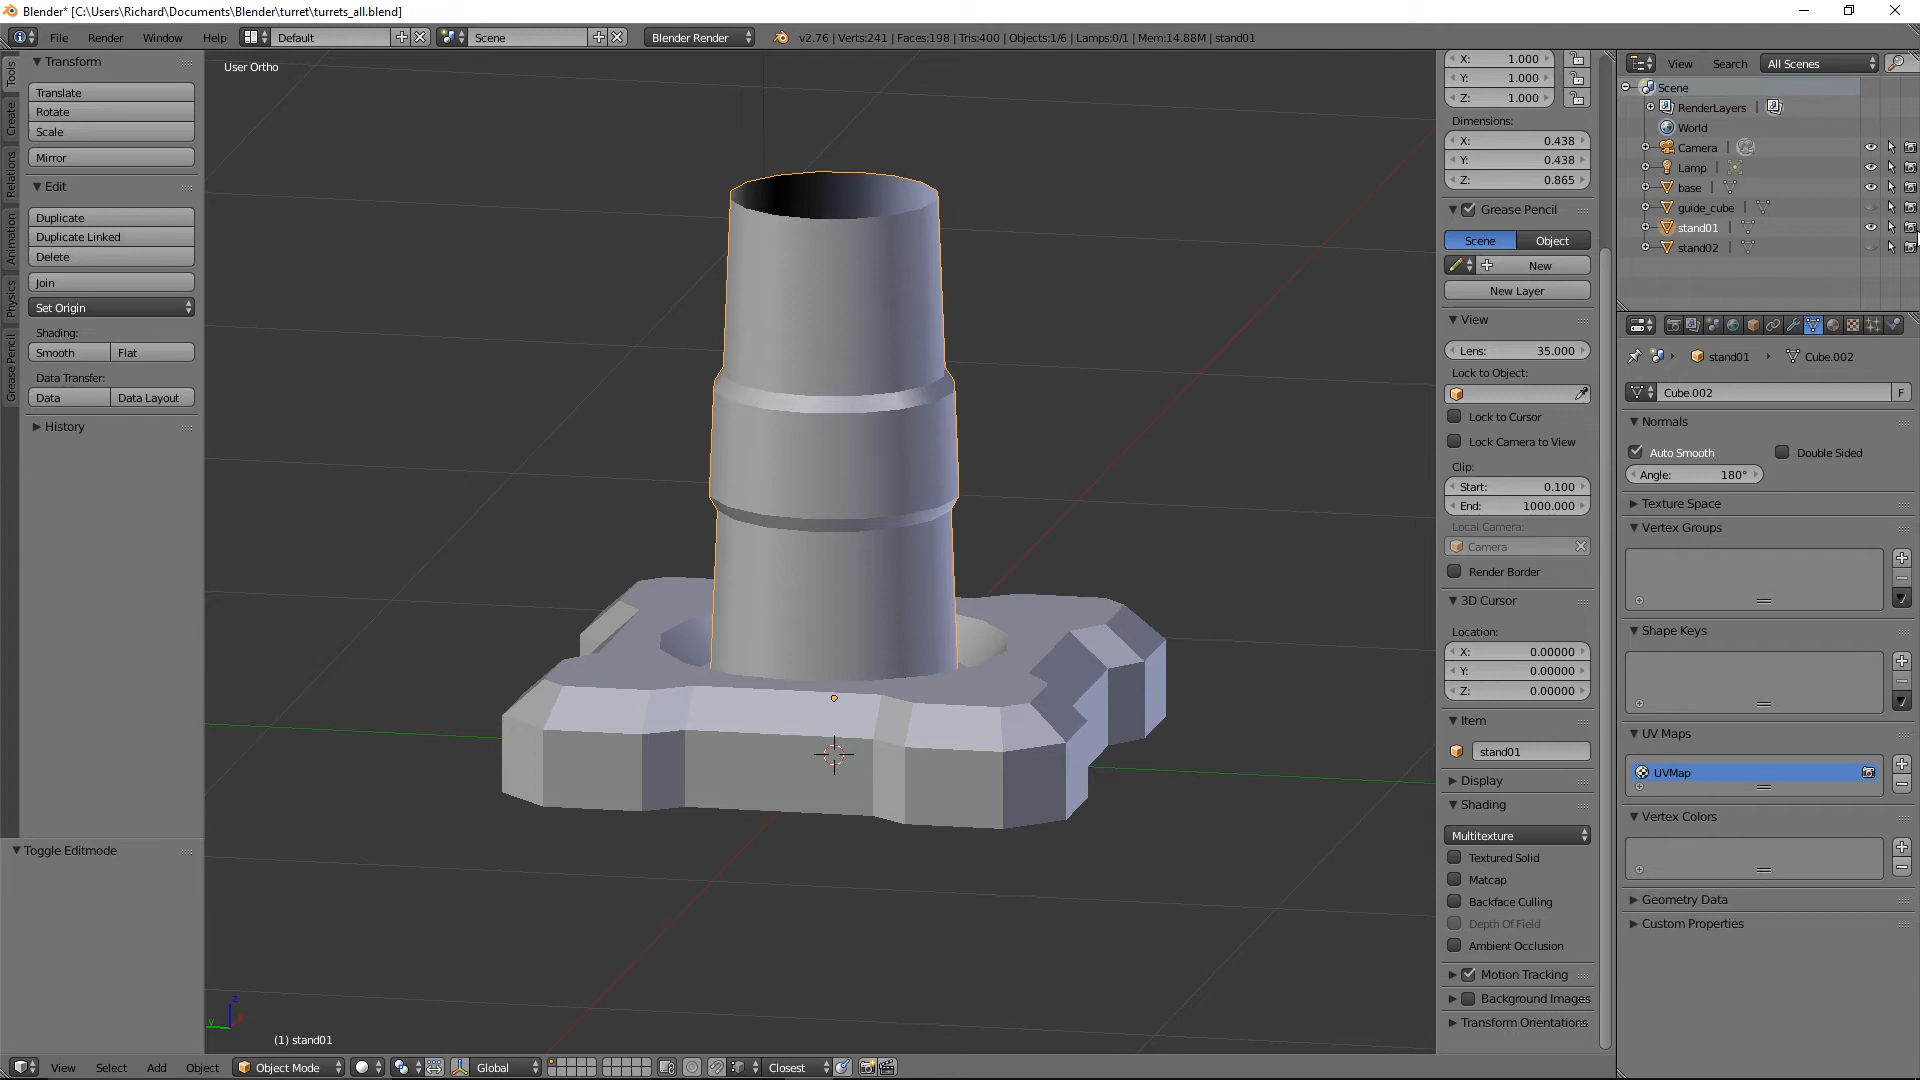 Blender* [C:\Users\Richard\Documents\Blender\turret\turrets_all.blend]
File Render Window Help Default Scene Blender Render v2.76 | Verts:241 | Faces:198 | Tris:400 | Objects:1/6 | Lamps:0/1 | Mem:14.88M | stand01
Tools
Create
Relations
Animation
Physics
Grease Pencil
Transform
Translate
Rotate
Scale
Mirror
Edit
Duplicate
Duplicate Linked
Delete
Join
Set Origin
Shading:
Smooth Flat
Data Transfer:
Data Data Layout
History
Toggle Editmode
User Ortho
z
y
x
(1) stand01
View Select Add Object Object Mode Global Closest
X: 1.000
Y: 1.000
Z: 1.000
Dimensions:
X: 0.438
Y: 0.438
Z: 0.865
Grease Pencil
Scene Object
New
New Layer
View
Lens: 35.000
Lock to Object:
Lock to Cursor
Lock Camera to View
Clip:
Start: 0.100
End: 1000.000
Local Camera:
Camera
Render Border
3D Cursor
Location:
X: 0.00000
Y: 0.00000
Z: 0.00000
Item
stand01
Display
Shading
Multitexture
Textured Solid
Matcap
Backface Culling
Depth Of Field
Ambient Occlusion
Motion Tracking
Background Images
Transform Orientations
View Search All Scenes
Scene
RenderLayers
World
Camera
Lamp
base
guide_cube
stand01
stand02
stand01 Cube.002
Cube.002 F
Normals
Auto Smooth Double Sided
Angle: 180°
Texture Space
Vertex Groups
Shape Keys
UV Maps
UVMap
Vertex Colors
Geometry Data
Custom Properties